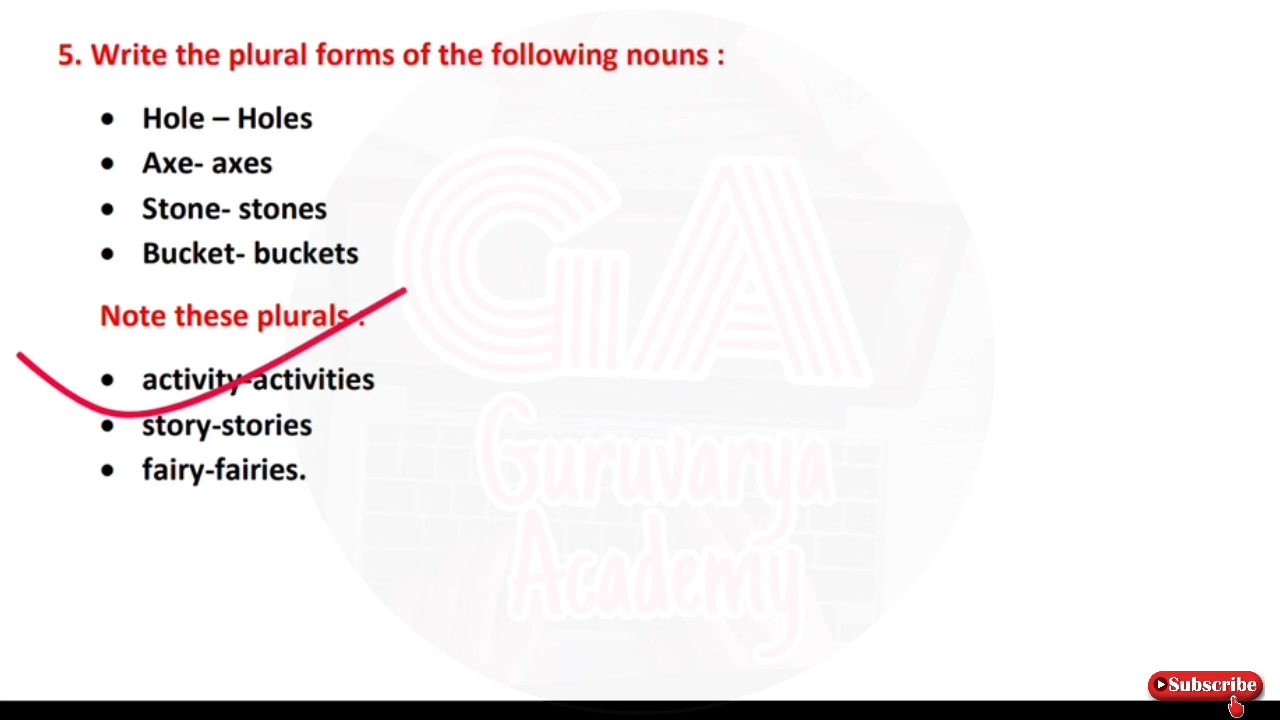 5. Write the plural forms of the following nouns :
• Hole – Holes
• Axe- axes
• Stone- stones
• Bucket- buckets
Note these plurals :
• activity-activities
• story-stories
• fairy-fairies.
GA
Guruvarya
Academy
Subscribe